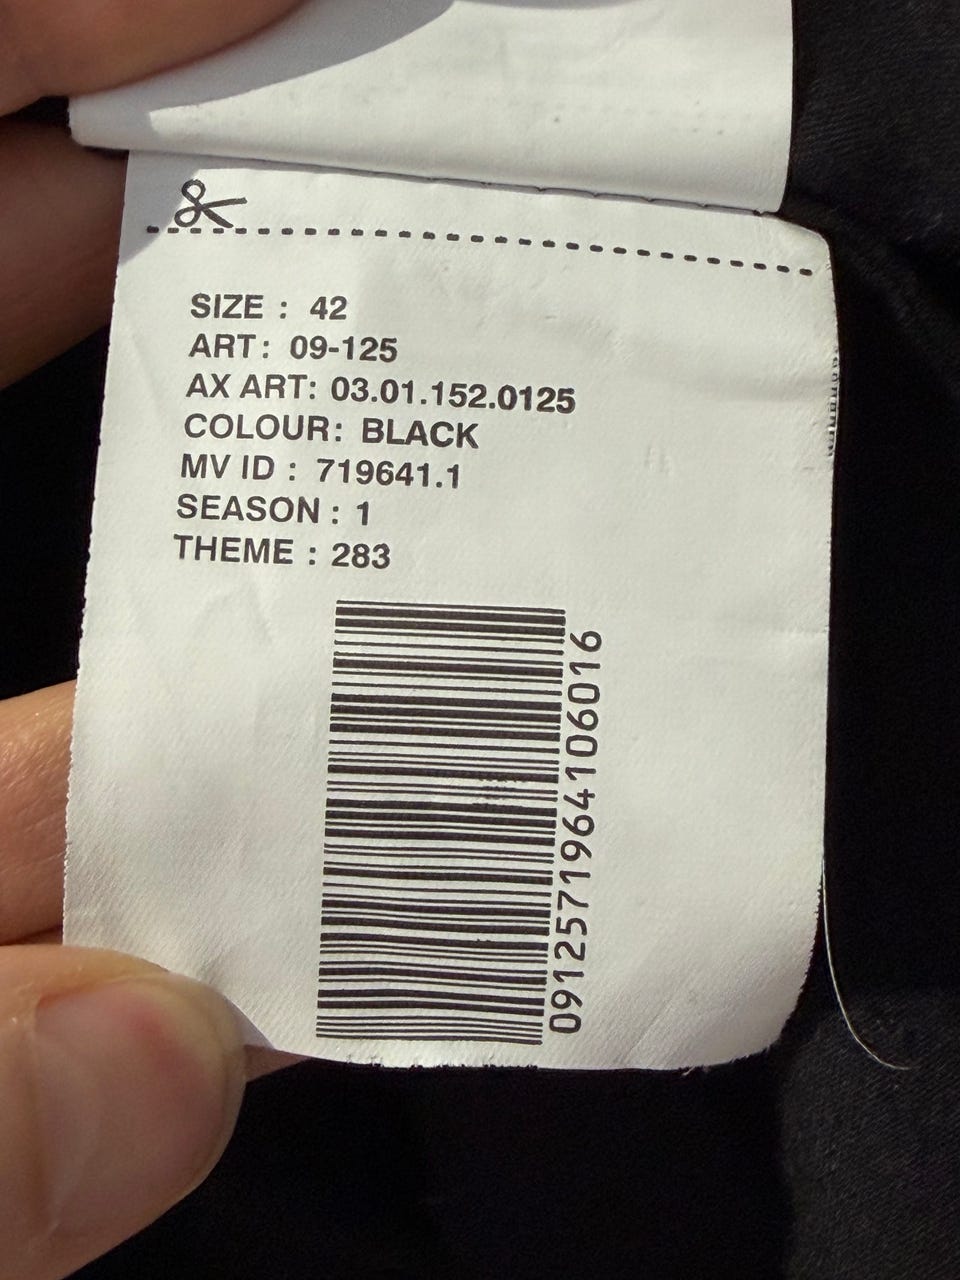 SIZE : 42
ART: 09-125
AX ART: 03.01.152.0125
COLOUR: BLACK
MV ID : 719641.1
SEASON : 1
THEME : 283
0912571964106016